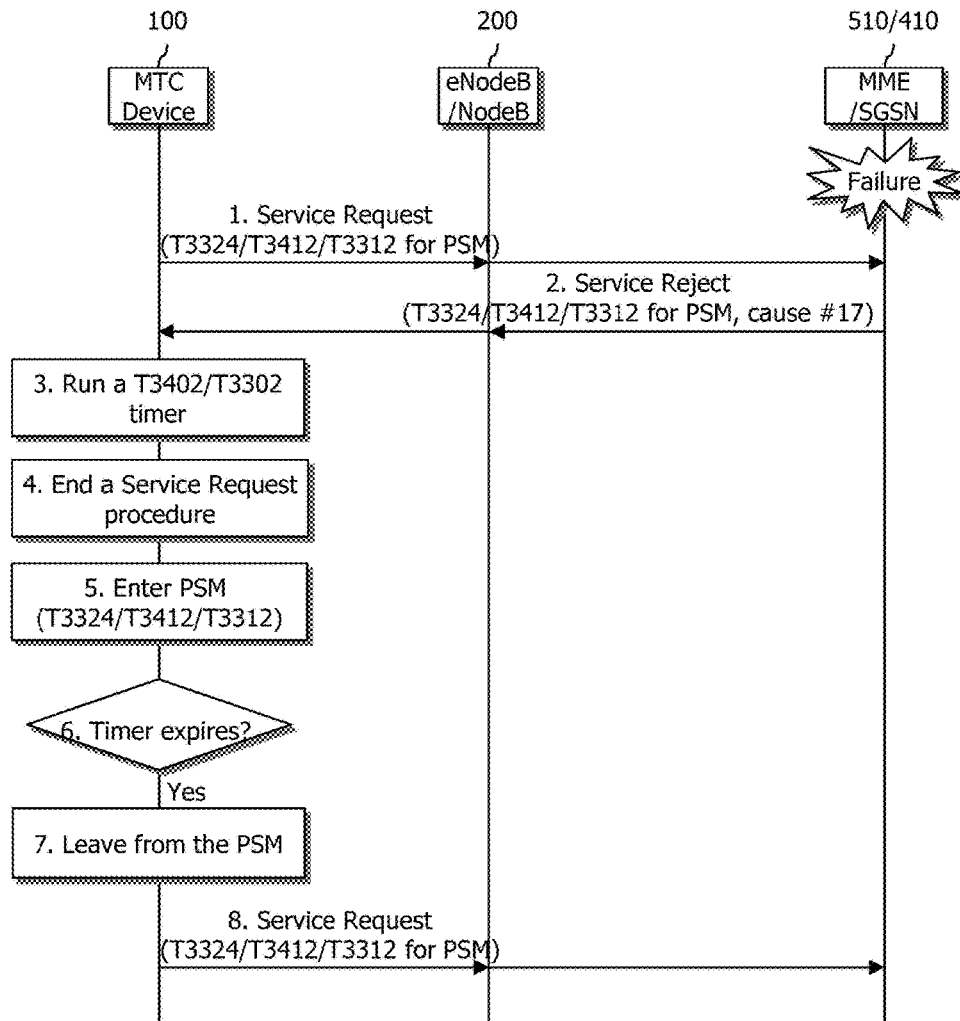 100
200
510/410
MTC
Device
eNodeB
/NodeB
MME
/SGSN
Failure
1. Service Request
(T3324/T3412/T3312 for PSM)
2. Service Reject
(T3324/T3412/T3312 for PSM, cause #17)
3. Run a T3402/T3302
timer
4. End a Service Request
procedure
5. Enter PSM
(T3324/T3412/T3312)
6. Timer expires?
Yes
7. Leave from the PSM
8. Service Request
(T3324/T3412/T3312 for PSM)